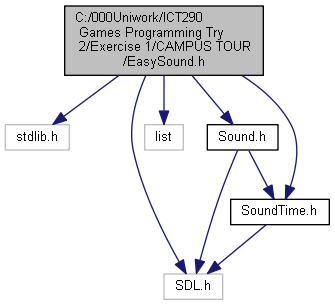 C:/000Uniwork/ICT290
Games Programming Try
2/Exercise 1/CAMPUS TOUR
/EasySound.h
stdlib.h
list
Sound.h
SoundTime.h
SDL.h